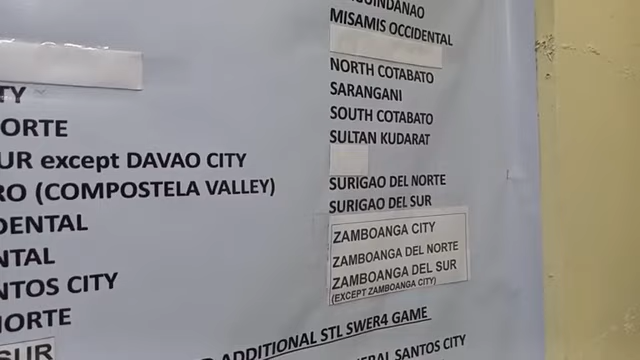 MISAMIS OCCIDENTAL
NORTH COTABATO
SARANGANI
SOUTH COTABATO
SULTAN KUDARAT
SURIGAO DEL NORTE
SURIGAO DEL SUR
ZAMBOANGA CITY
ZAMBOANGA DEL NORTE
ZAMBOANGA DEL SUR
(EXCEPT ZAMBOANGA CITY)
TY
ORTE
UR except DAVAO CITY
RO (COMPOSTELA VALLEY)
DENTAL
NTAL
NTOS CITY
NORTE
SUR
ADDITIONAL STL SWER4 GAME
SANTOS CITY